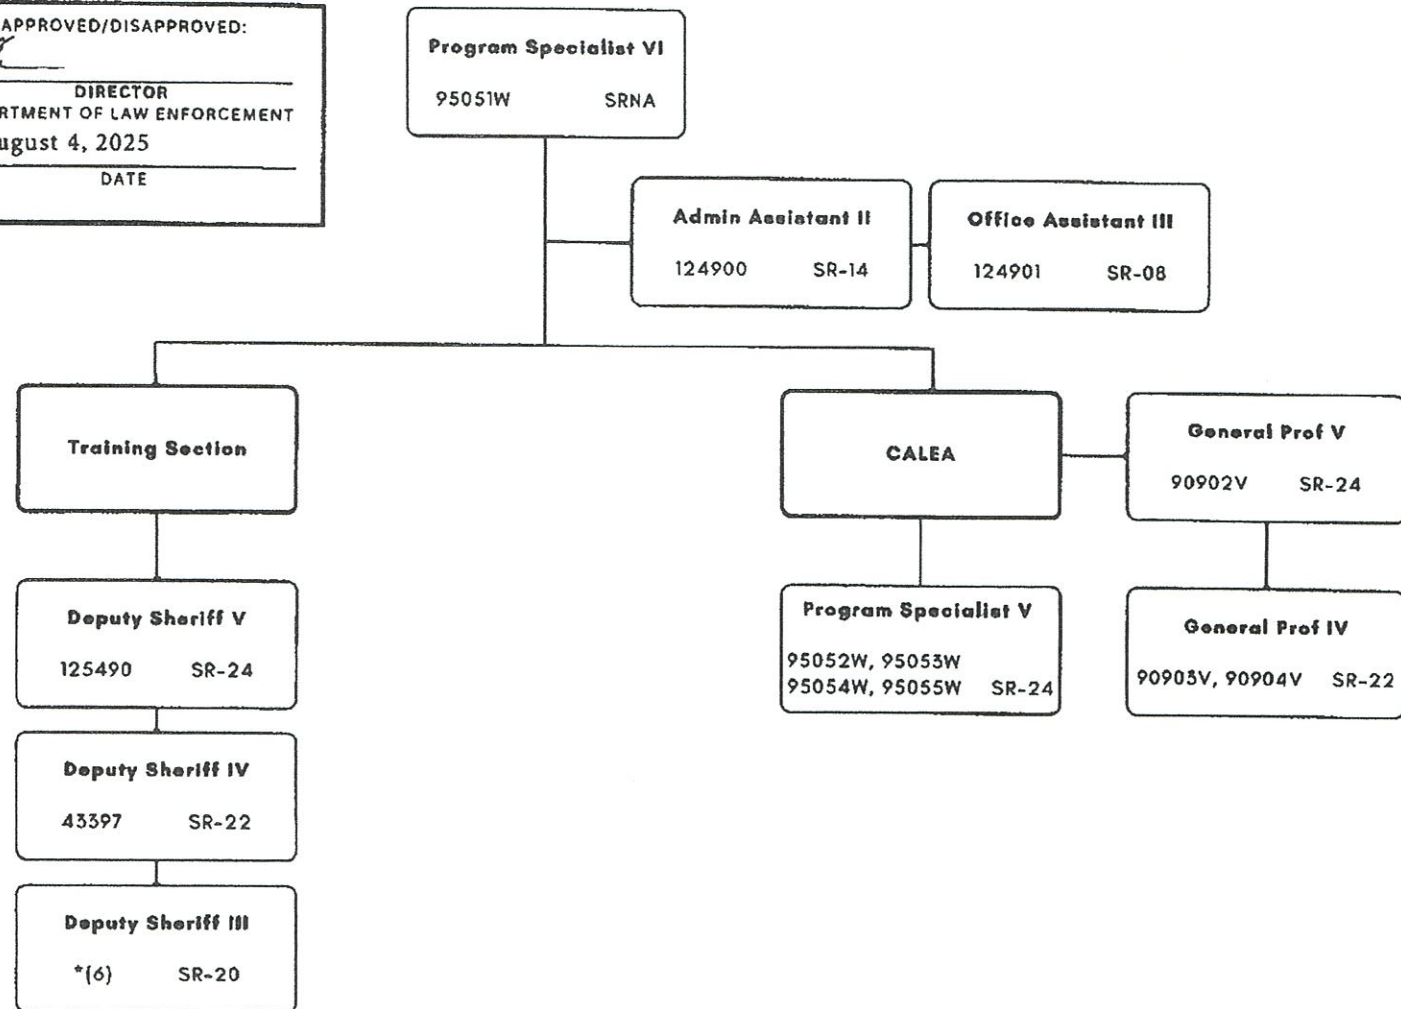 APPROVED/DISAPPROVED:
DIRECTOR
RTMENT OF LAW ENFORCEMENT
ugust 4, 2025
DATE
Program Specialist VI
95051W SRNA
Admin Assistant II
124900 SR-14
Office Assistant III
124901 SR-08
Training Section
CALEA
General Prof V
90902V SR-24
Deputy Sheriff V
125490 SR-24
Program Specialist V
95052W, 95053W
95054W, 95055W SR-24
General Prof IV
90903V, 90904V SR-22
Deputy Sheriff IV
43397 SR-22
Deputy Sheriff III
*(6) SR-20